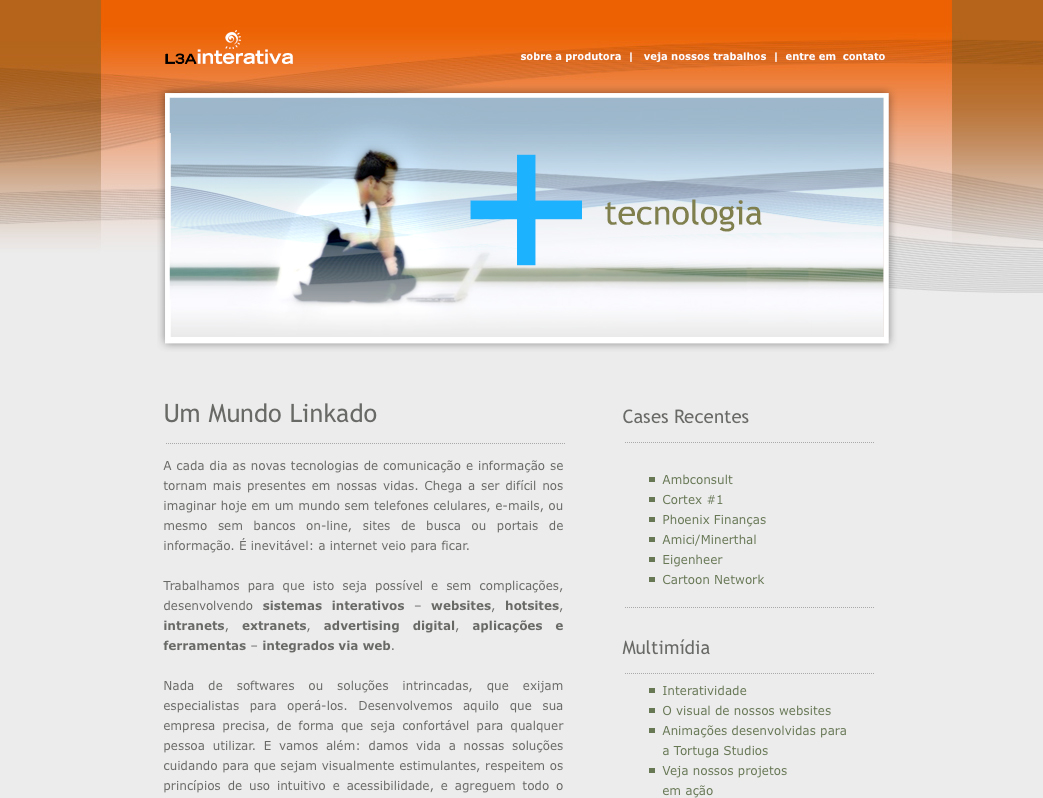 L3Ainterativa
sobre a produtora | veja nossos trabalhos | entre em contato
tecnologia
Um Mundo Linkado
A cada dia as novas tecnologias de comunicação e informação se
tornam mais presentes em nossas vidas. Chega a ser difícil nos
imaginar hoje em um mundo sem telefones celulares, e-mails, ou
mesmo sem bancos on-line, sites de busca ou portais de
informação. É inevitável: a internet veio para ficar.
Trabalhamos para que isto seja possível e sem complicações,
desenvolvendo sistemas interativos – websites, hotsites,
intranets, extranets, advertising digital, aplicações e
ferramentas – integrados via web.
Nada de softwares ou soluções intrincadas, que exijam
especialistas para operá-los. Desenvolvemos aquilo que sua
empresa precisa, de forma que seja confortável para qualquer
pessoa utilizar. E vamos além: damos vida a nossas soluções
cuidando para que sejam visualmente estimulantes, respeitem os
princípios de uso intuitivo e acessibilidade, e agreguem todo o
Cases Recentes
Ambconsult
Cortex #1
Phoenix Finanças
Amici/Minerthal
Eigenheer
Cartoon Network
Multimídia
Interatividade
O visual de nossos websites
Animações desenvolvidas para
a Tortuga Studios
Veja nossos projetos
em ação